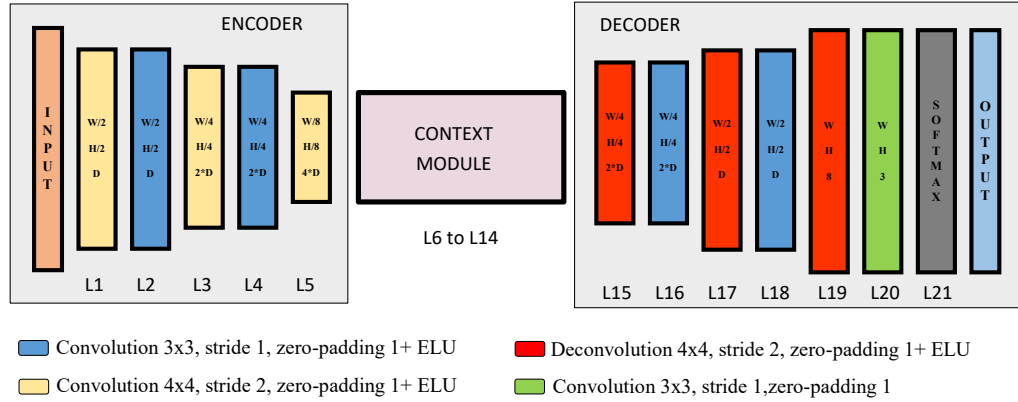 ENCODER
DECODER
INPUT
W/2
H/2
D
W/2
H/2
D
W/4
H/4
2*D
W/4
H/4
2*D
W/8
H/8
4*D
CONTEXT
MODULE
W/4
H/4
2*D
W/4
H/4
2*D
W/2
H/2
D
W/2
H/2
D
W
H
8
W
H
3
SOFTMAX
OUTPUT
L1 L2 L3 L4 L5
L6 to L14
L15 L16 L17 L18 L19 L20 L21
Convolution 3x3, stride 1, zero-padding 1+ ELU
Deconvolution 4x4, stride 2, zero-padding 1+ ELU
Convolution 4x4, stride 2, zero-padding 1+ ELU
Convolution 3x3, stride 1,zero-padding 1